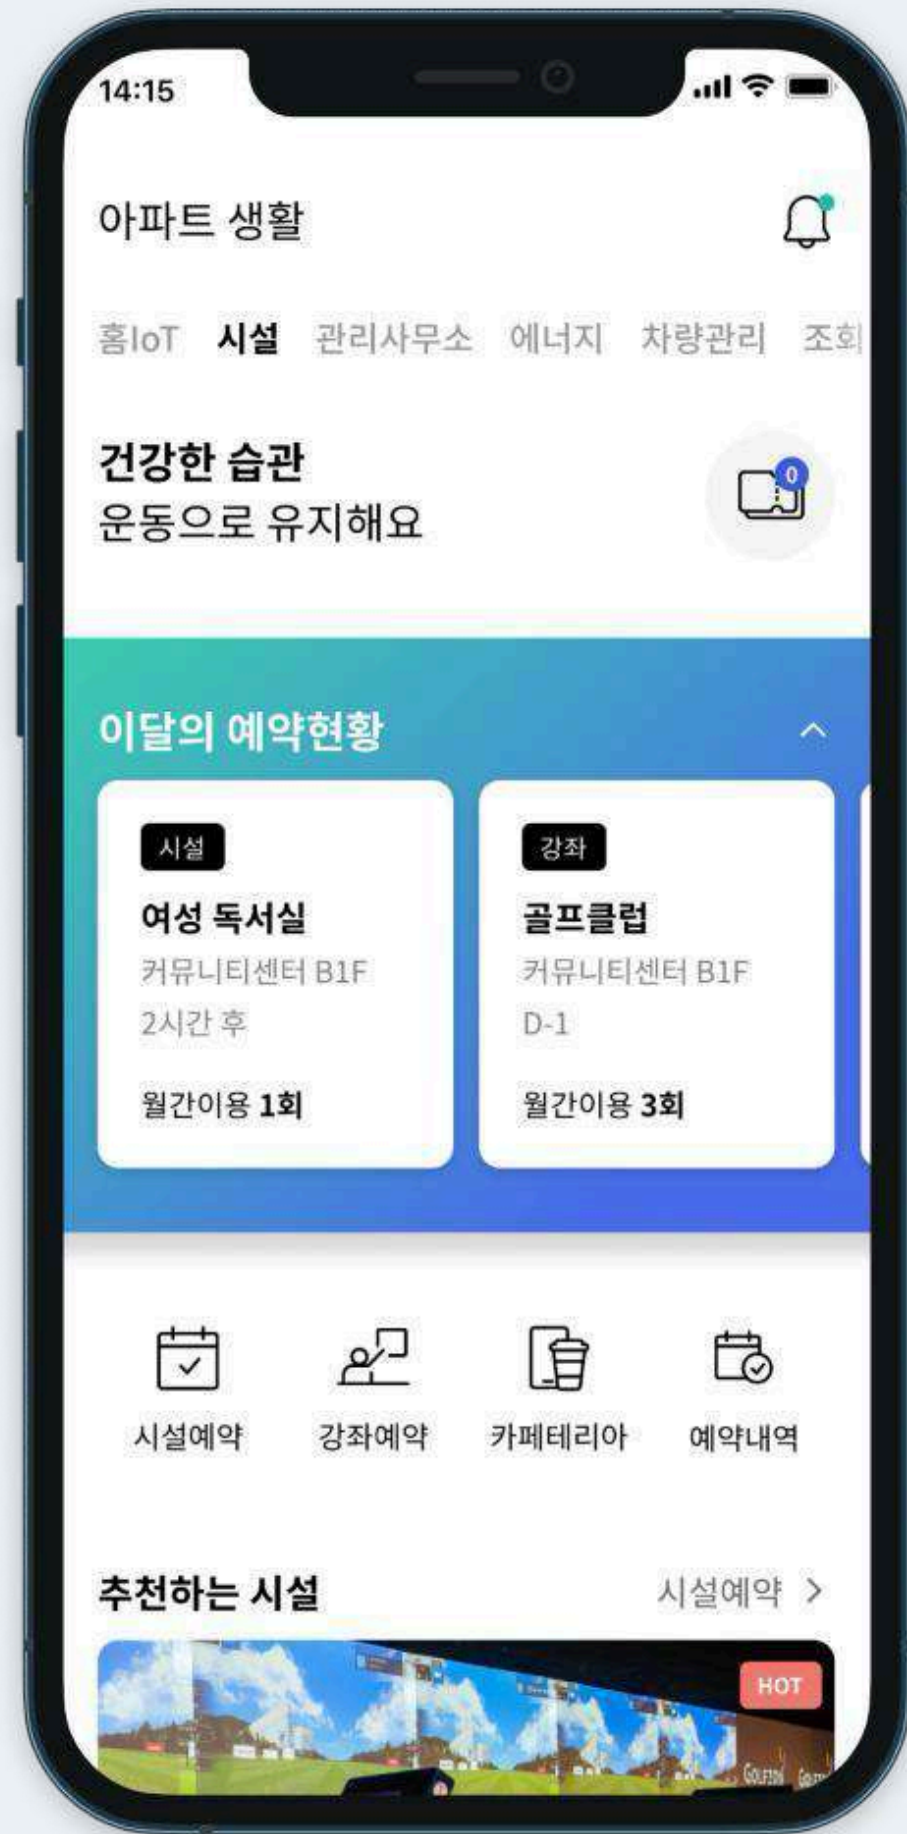 14:15
아파트 생활
홈IoT 시설 관리사무소 에너지 차량관리 조회
건강한 습관
0
운동으로 유지해요
이달의 예약현황
시설
여성 독서실
커뮤니티센터 B1F
2시간 후
월간이용 1회
강좌
골프클럽
커뮤니티센터 B1F
D-1
월간이용 3회
시설예약 강좌예약 카페테리아 예약내역
추천하는 시설 시설예약 >
HOT
GOLFZON